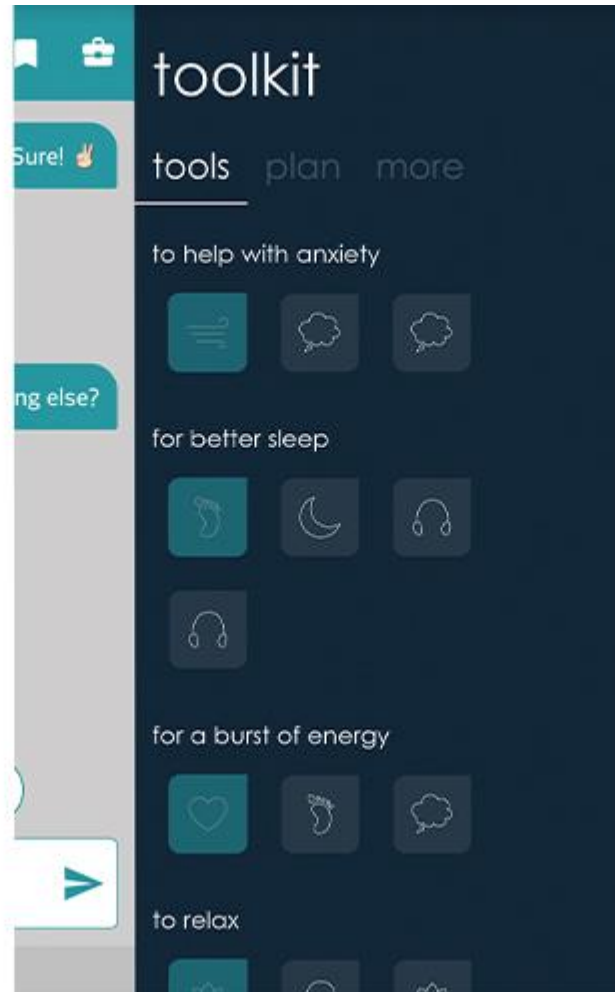 toolkit
Sure! ✌🏻
tools plan more
to help with anxiety
ng else?
for better sleep
for a burst of energy
to relax